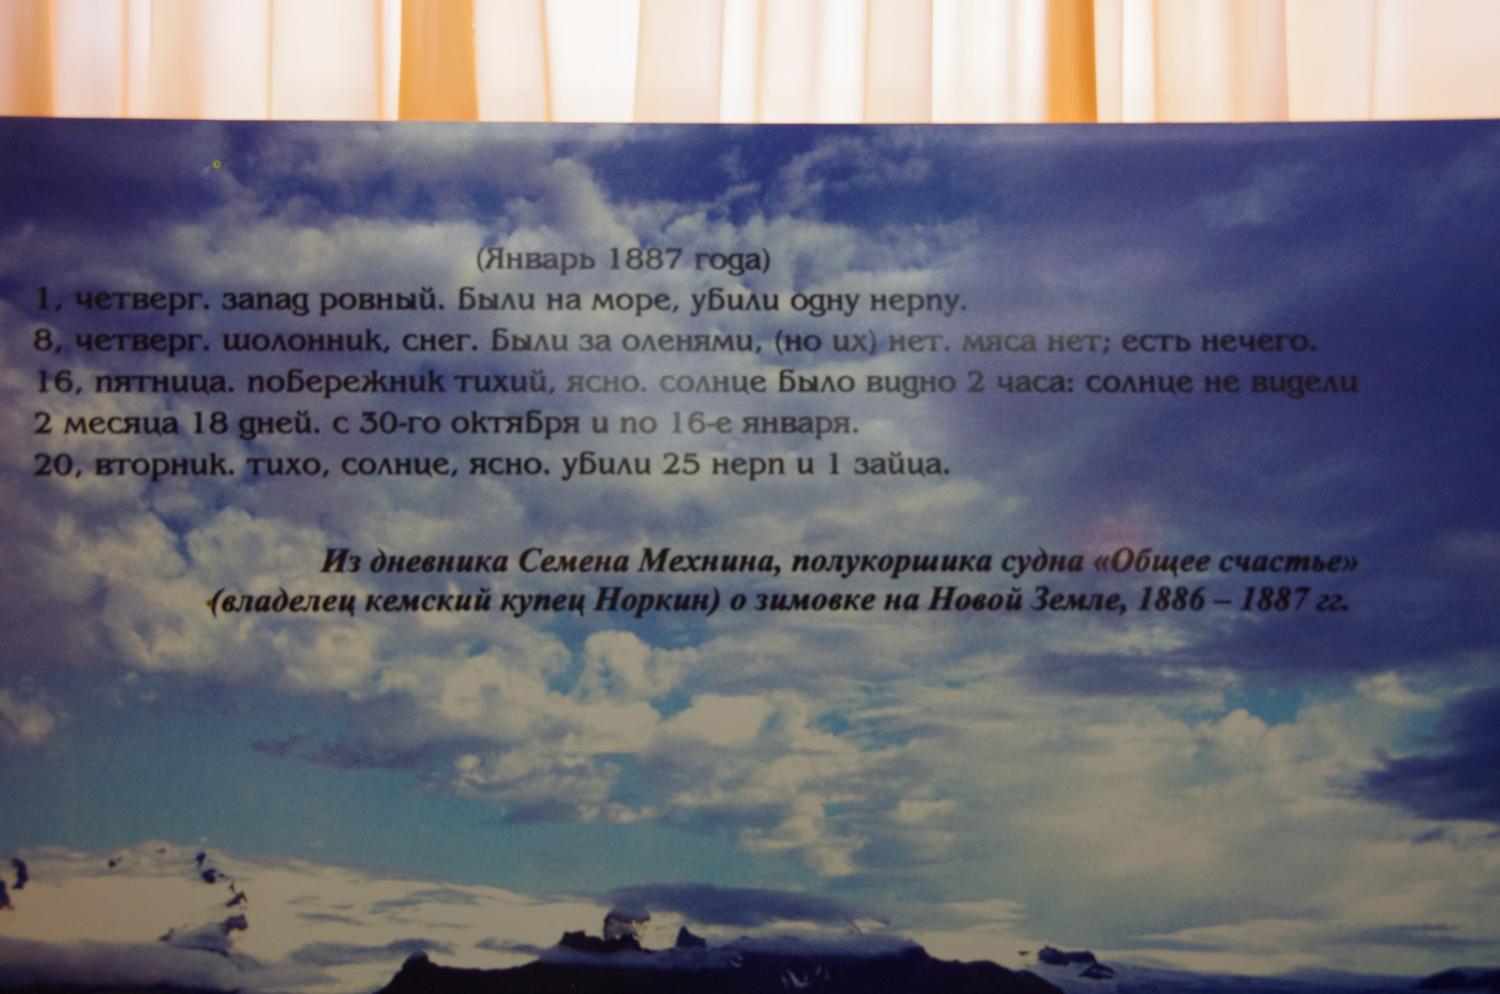 (Январь 1887 года)
1, четверг. запад ровный. Были на море, убили одну нерпу.
8, четверг. шолонник, снег. Были за оленями, (но их) нет. мяса нет; есть нечего.
16, пятница. побережник тихий, ясно. солнце было видно 2 часа: солнце не видели
2 месяца 18 дней. с 30-го октября и по 16-е января.
20, вторник. тихо, солнце, ясно. убили 25 нерп и 1 зайца.
Из дневника Семена Мехнина, полукоршика судна «Общее счастье»
(владелец кемский купец Норкин) о зимовке на Новой Земле, 1886 – 1887 гг.